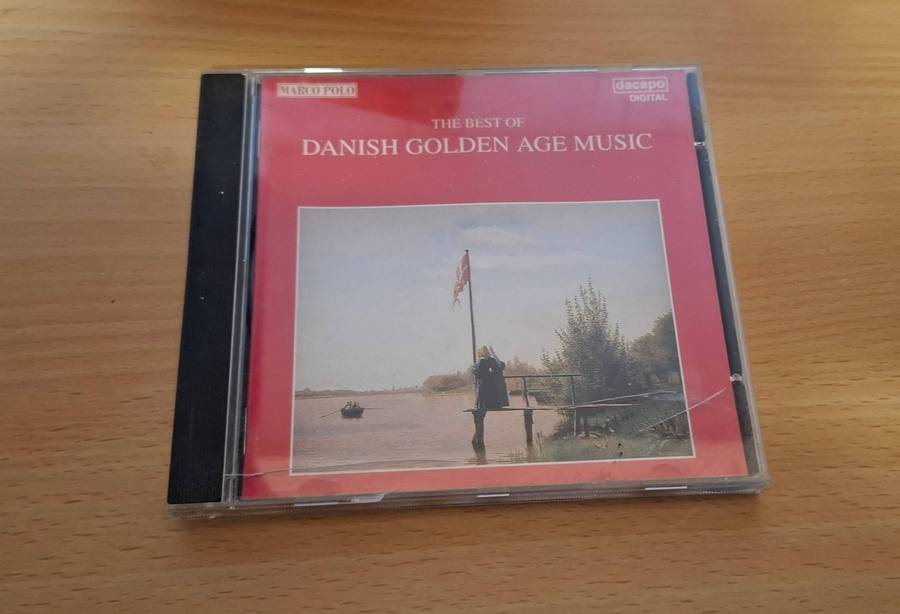 MARCO POLO
dacapo
DIGITAL
THE BEST OF
DANISH GOLDEN AGE MUSIC